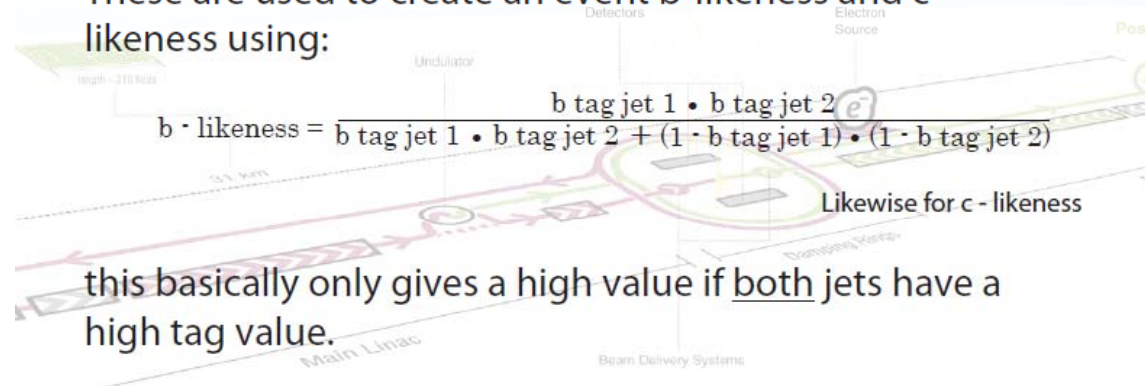 These are used to create an event b-likeness and c-
Detectors
Electron
Source
likeness using:
Undulator
b tag jet 1 • b tag jet 2
e⁻
b - likeness =
b tag jet 1 • b tag jet 2 + (1 - b tag jet 1) • (1 - b tag jet 2)
31 km
Likewise for c - likeness
Damping Rings
this basically only gives a high value if both jets have a
high tag value.
Main Linac
Beam Delivery Systems